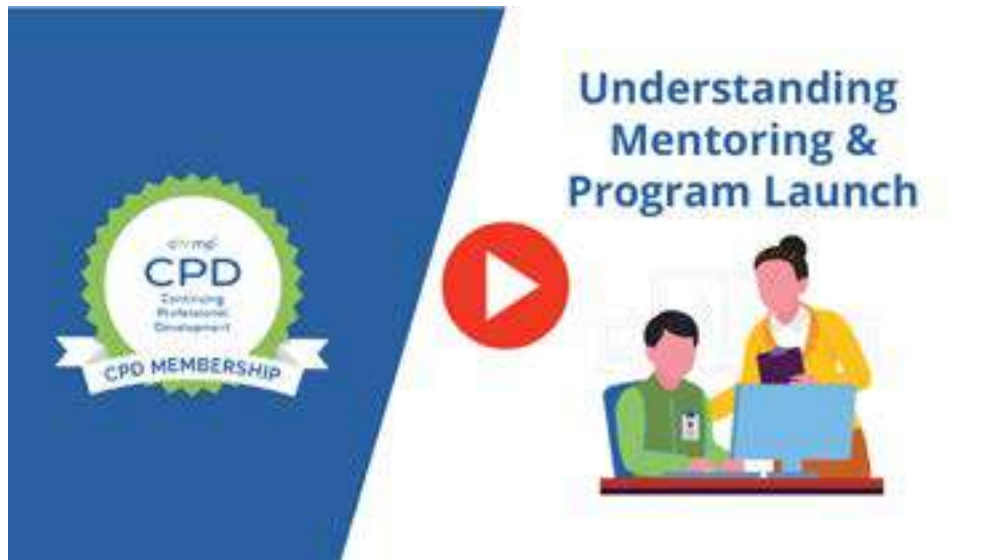 CPD
Continuing
Professional
Development
CPD MEMBERSHIP
Understanding
Mentoring &
Program Launch